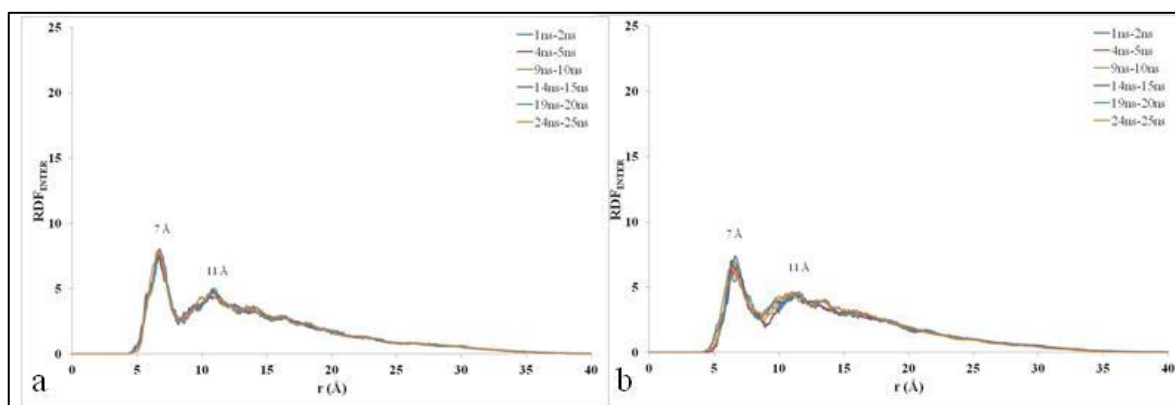 25
20
15
10
5
0
RDF_INTER
0 5 10 15 20 25 30 35 40
r (Å)
7 Å
11 Å
1ns-2ns
4ns-5ns
9ns-10ns
14ns-15ns
19ns-20ns
24ns-25ns
a
25
20
15
10
5
0
RDF_INTER
0 5 10 15 20 25 30 35 40
r (Å)
7 Å
11 Å
1ns-2ns
4ns-5ns
9ns-10ns
14ns-15ns
19ns-20ns
24ns-25ns
b